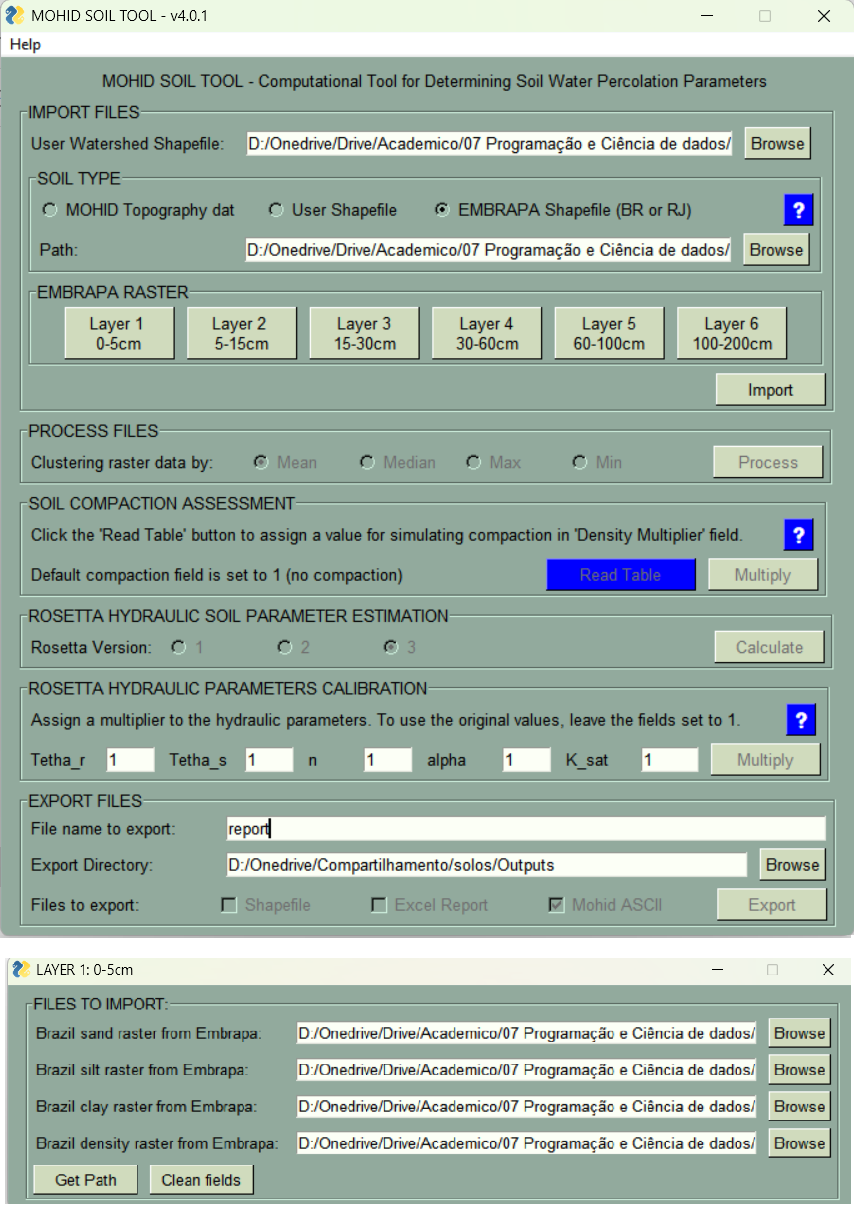 MOHID SOIL TOOL - v4.0.1
Help
MOHID SOIL TOOL - Computational Tool for Determining Soil Water Percolation Parameters
IMPORT FILES
User Watershed Shapefile: D:/Onedrive/Drive/Academico/07 Programação e Ciência de dados/ Browse
SOIL TYPE
MOHID Topography dat User Shapefile EMBRAPA Shapefile (BR or RJ) ?
Path: D:/Onedrive/Drive/Academico/07 Programação e Ciência de dados/ Browse
EMBRAPA RASTER
Layer 1 Layer 2 Layer 3 Layer 4 Layer 5 Layer 6
0-5cm 5-15cm 15-30cm 30-60cm 60-100cm 100-200cm
Import
PROCESS FILES
Clustering raster data by: Mean Median Max Min Process
SOIL COMPACTION ASSESSMENT
Click the 'Read Table' button to assign a value for simulating compaction in 'Density Multiplier' field. ?
Default compaction field is set to 1 (no compaction) Read Table Multiply
ROSETTA HYDRAULIC SOIL PARAMETER ESTIMATION
Rosetta Version: 1 2 3 Calculate
ROSETTA HYDRAULIC PARAMETERS CALIBRATION
Assign a multiplier to the hydraulic parameters. To use the original values, leave the fields set to 1. ?
Tetha_r 1 Tetha_s 1 n 1 alpha 1 K_sat 1 Multiply
EXPORT FILES
File name to export: report
Export Directory: D:/Onedrive/Compartilhamento/solos/Outputs Browse
Files to export: Shapefile Excel Report Mohid ASCII Export
LAYER 1: 0-5cm
FILES TO IMPORT:
Brazil sand raster from Embrapa: D:/Onedrive/Drive/Academico/07 Programação e Ciência de dados/ Browse
Brazil silt raster from Embrapa: D:/Onedrive/Drive/Academico/07 Programação e Ciência de dados/ Browse
Brazil clay raster from Embrapa: D:/Onedrive/Drive/Academico/07 Programação e Ciência de dados/ Browse
Brazil density raster from Embrapa: D:/Onedrive/Drive/Academico/07 Programação e Ciência de dados/ Browse
Get Path Clean fields